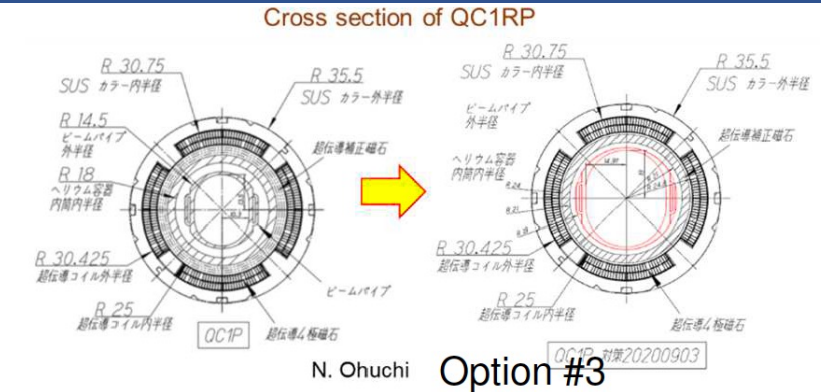 Cross section of QC1RP
R 30.75
SUS カラー内半径
R 35.5
SUS カラー外半径
R 14.5
ビームパイプ
外半径
超伝導補正磁石
R 18
ヘリウム容器
内筒内半径
R 30.425
超伝導コイル外半径
R 25
超伝導コイル内半径
ビームパイプ
超伝導4極磁石
QC1P
R 30.75
SUS カラー内半径
R 35.5
SUS カラー外半径
ビームパイプ
外半径
超伝導補正磁石
ヘリウム容器
内筒内半径
R 30.425
超伝導コイル外半径
R 25
超伝導コイル内半径
超伝導4極磁石
QC1P 対策20200903
N. Ohuchi
Option #3